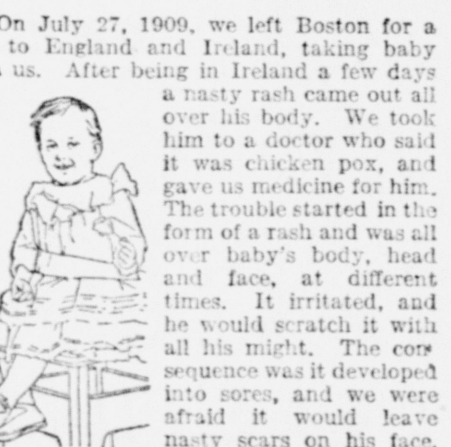 On July 27, 1909, we left Boston for a
to England and Ireland, taking baby
us. After being in Ireland a few days
a nasty rash came out all
over his body. We took
him to a doctor who said
it was chicken pox, and
gave us medicine for him.
The trouble started in the
form of a rash and was all
over baby's body, head
and face, at different
times. It irritated, and
he would scratch it with
all his might. The con-
sequence was it developed
into sores, and we were
afraid it would leave
nasty scars on his face.